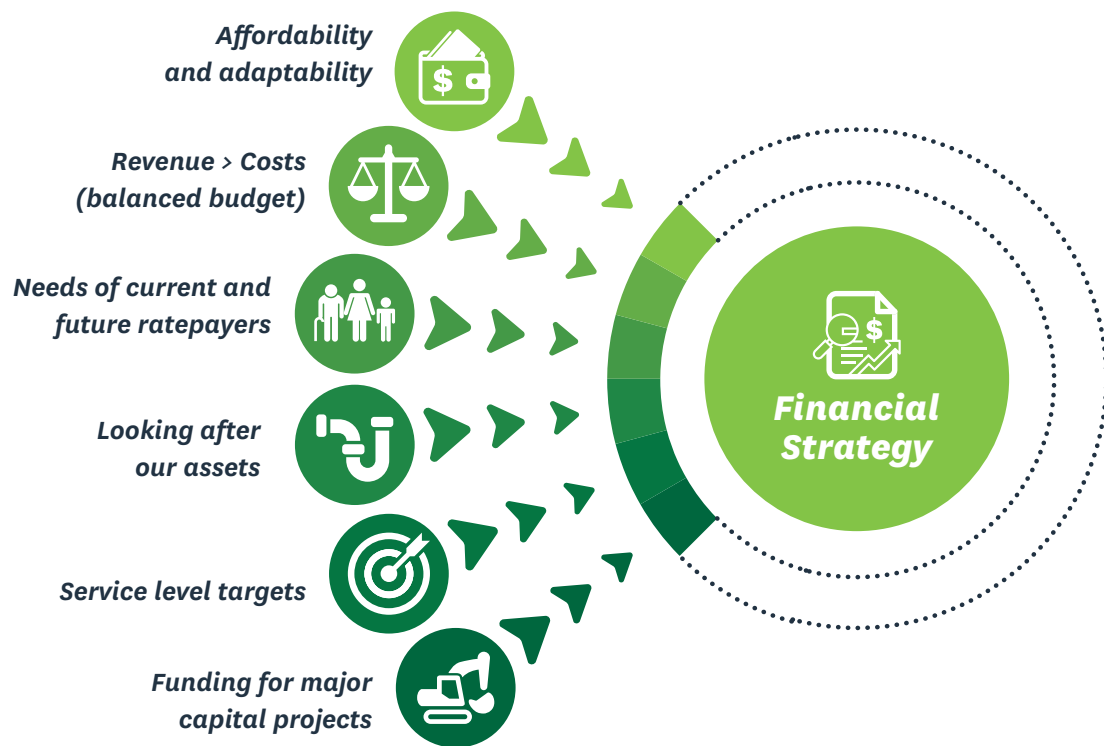 Affordability
and adaptability
Revenue > Costs
(balanced budget)
Needs of current and
future ratepayers
Looking after
our assets
Service level targets
Funding for major
capital projects
$
$
Financial
Strategy